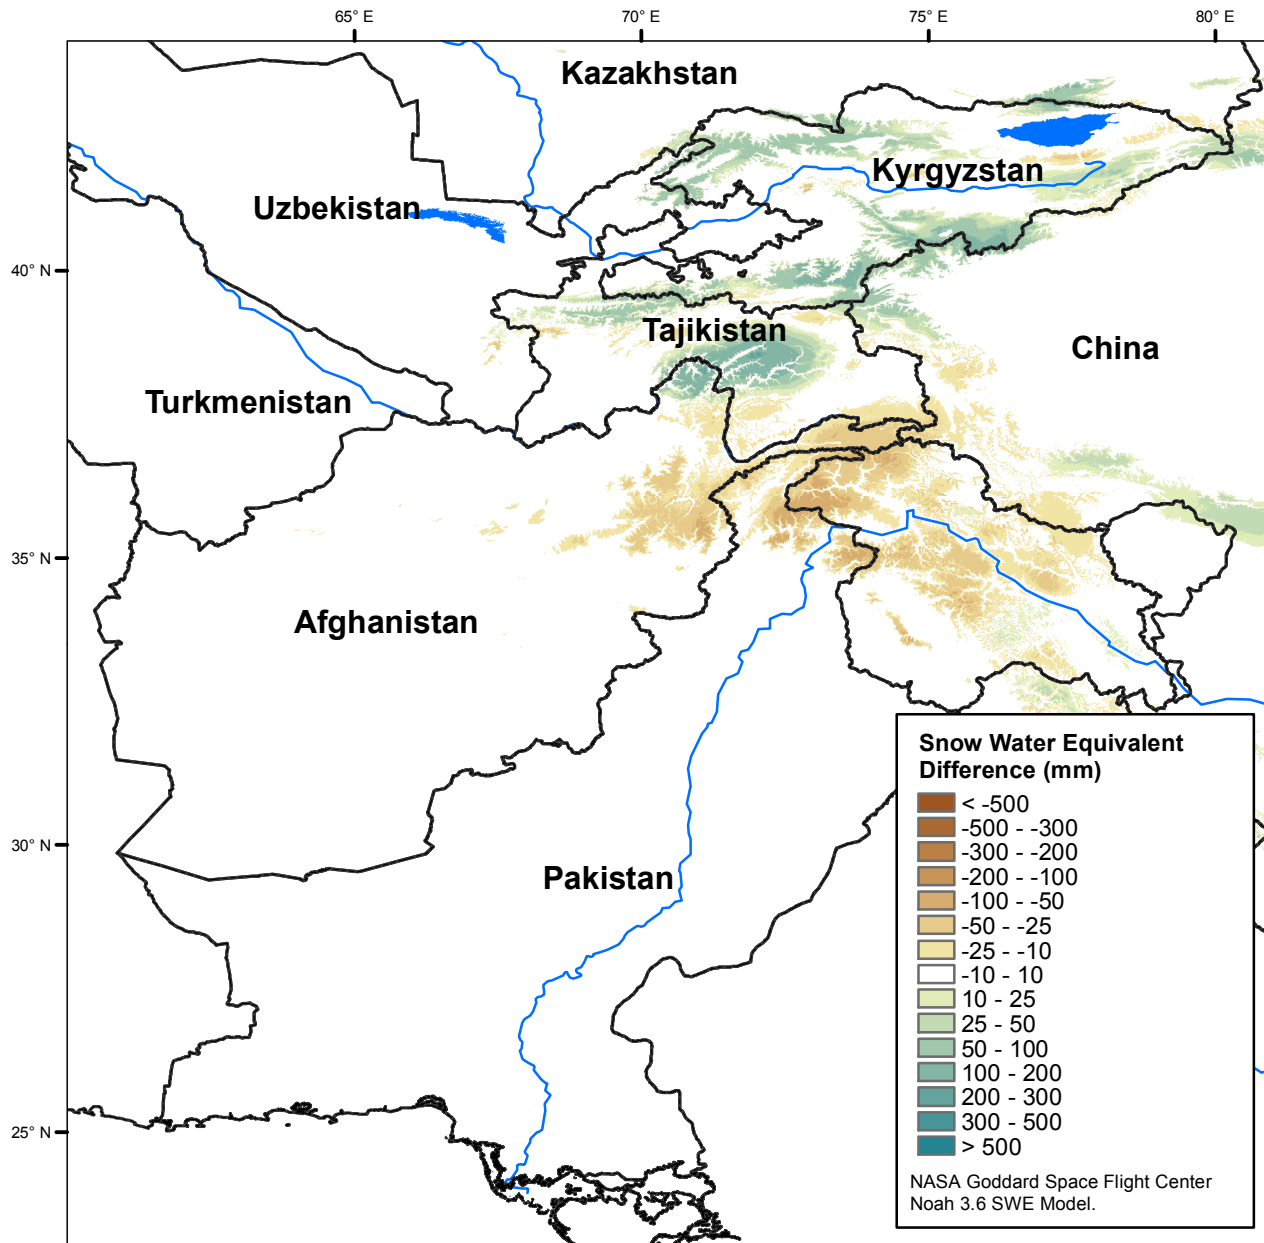 65° E
70° E
75° E
80° E
Kazakhstan
Kyrgyzstan
Uzbekistan
40° N
Tajikistan
China
Turkmenistan
35° N
Afghanistan
Snow Water Equivalent
Difference (mm)
< -500
-500 - -300
-300 - -200
-200 - -100
-100 - -50
-50 - -25
-25 - -10
-10 - 10
10 - 25
25 - 50
50 - 100
100 - 200
200 - 300
300 - 500
> 500
NASA Goddard Space Flight Center
Noah 3.6 SWE Model.
30° N
Pakistan
25° N